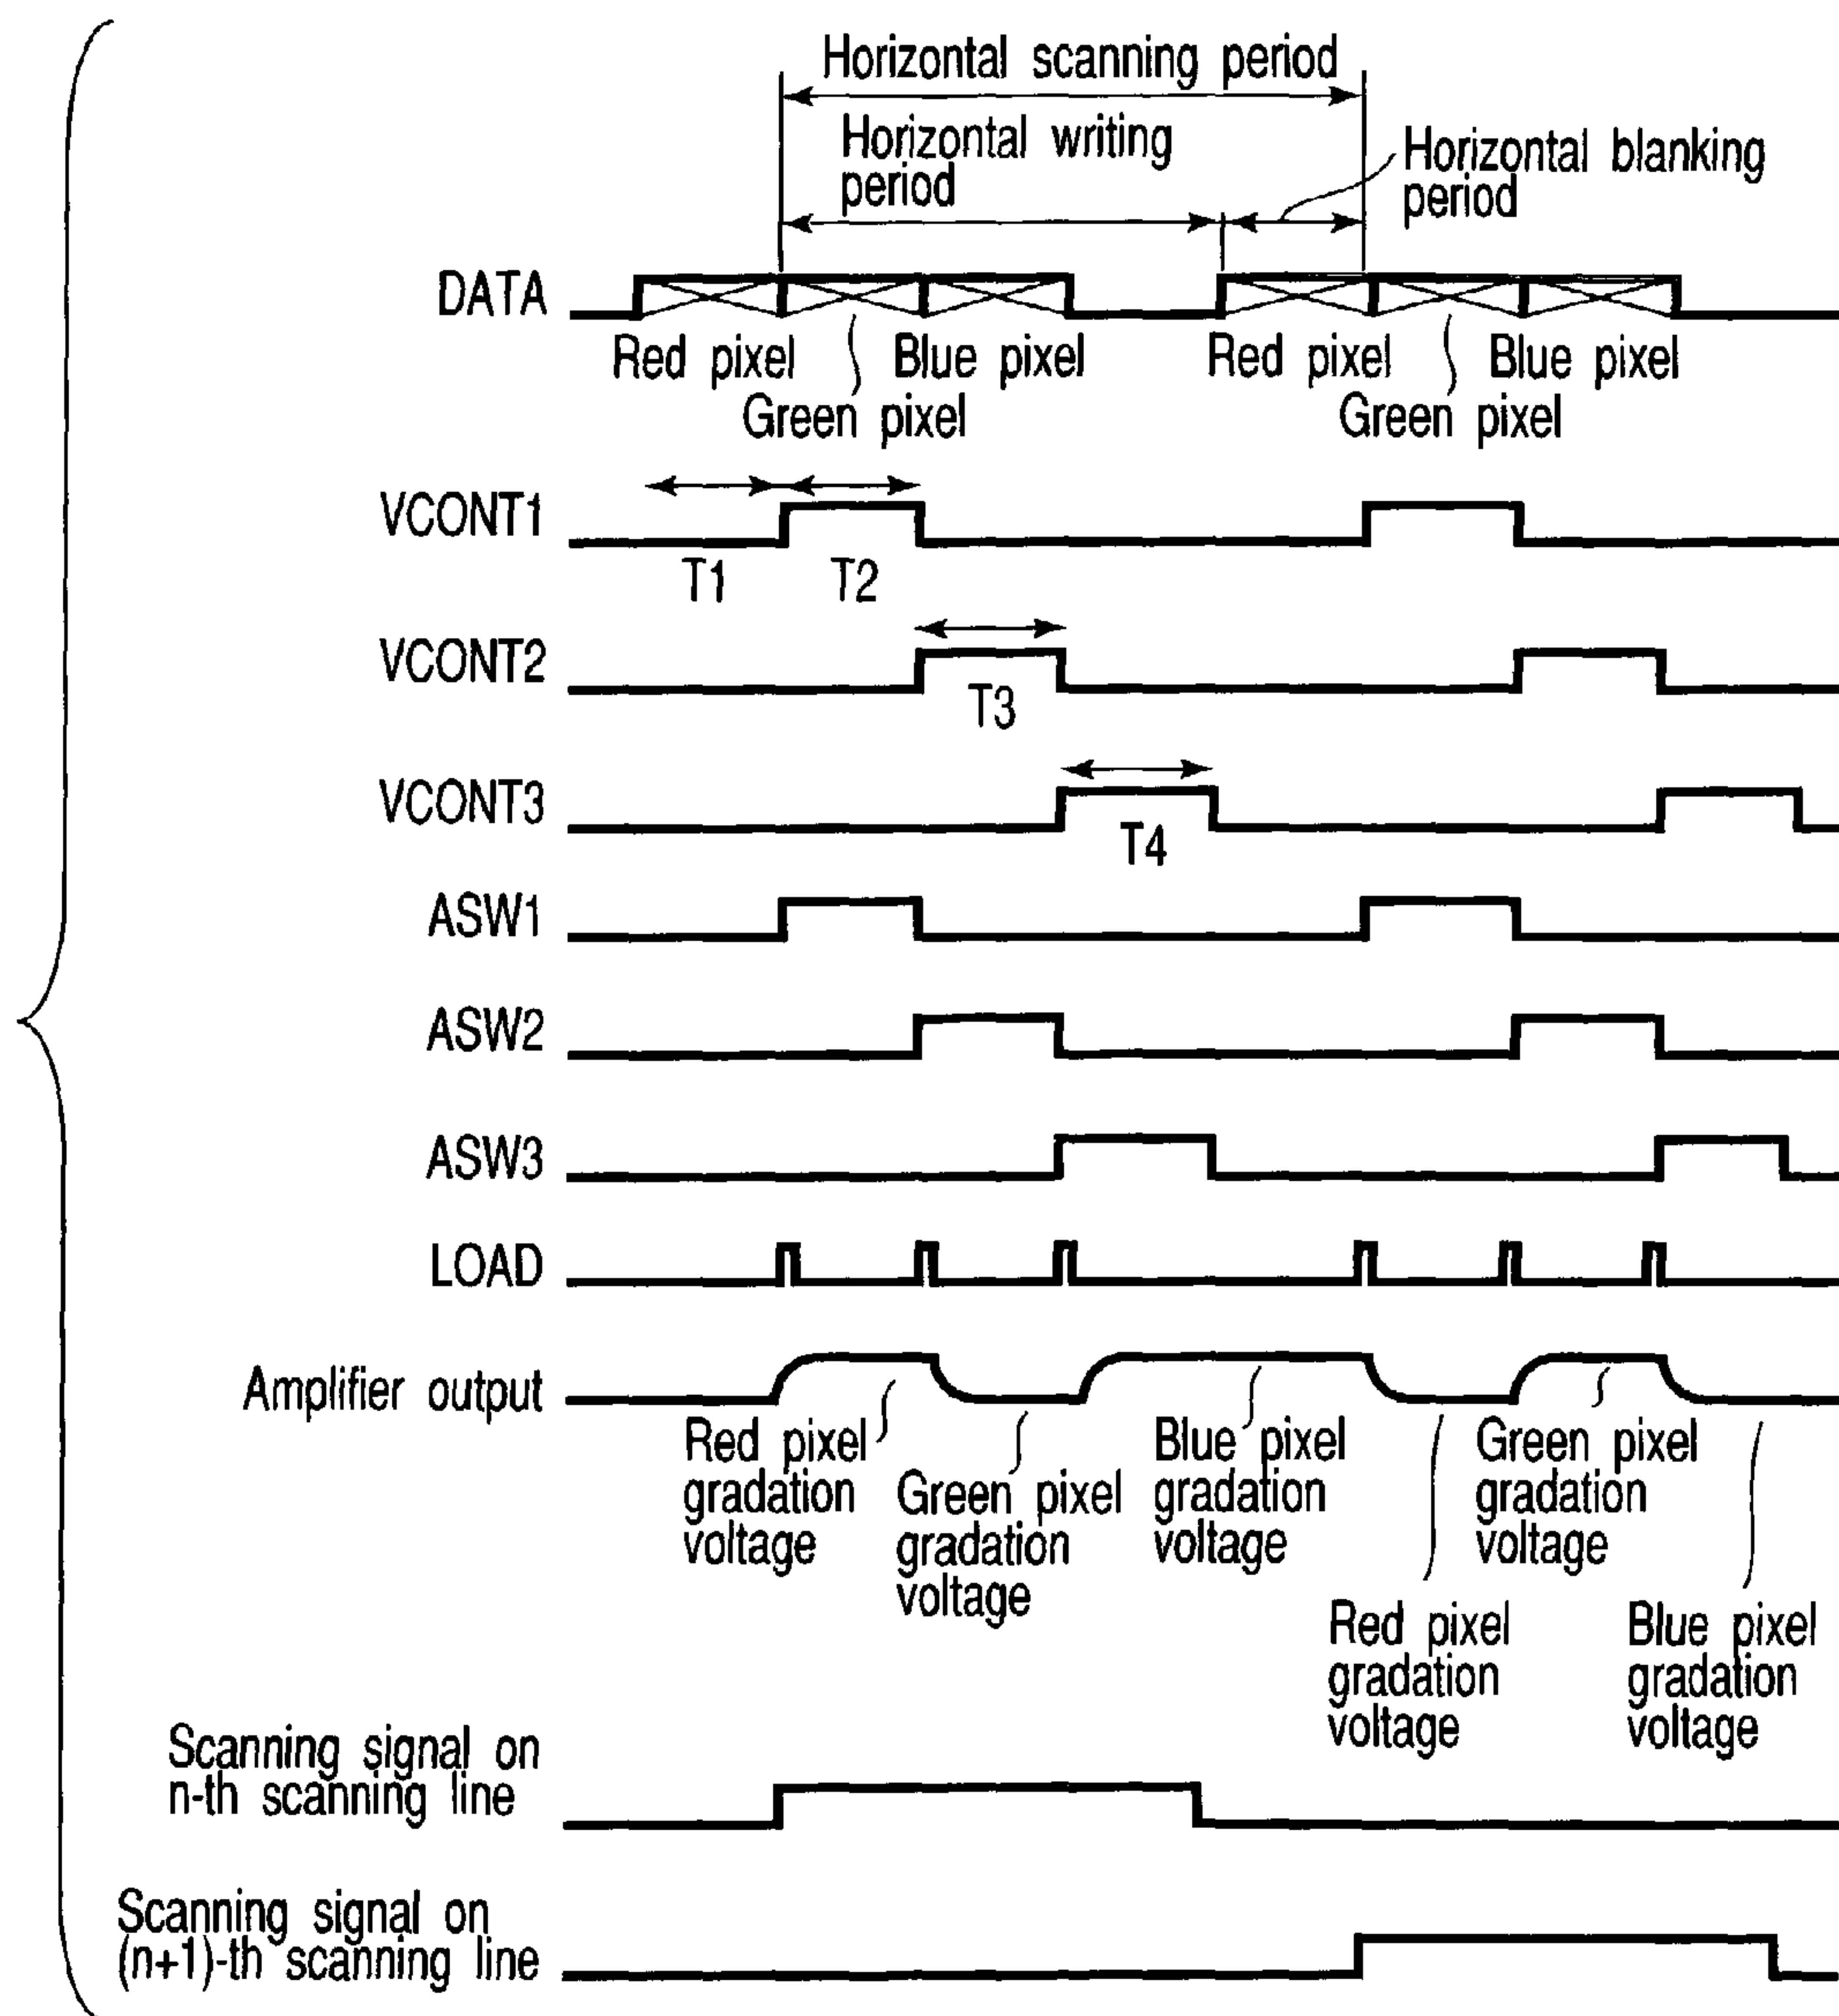 Horizontal scanning period
Horizontal writing
period
Horizontal blanking
period
DATA
Red pixel
Blue pixel
Red pixel
Blue pixel
Green pixel
Green pixel
VCONT1
T1
T2
VCONT2
T3
VCONT3
T4
ASW1
ASW2
ASW3
LOAD
Amplifier output
Red pixel
gradation
voltage
Green pixel
gradation
voltage
Blue pixel
gradation
voltage
Green pixel
gradation
voltage
Red pixel
gradation
voltage
Blue pixel
gradation
voltage
Scanning signal on
n-th scanning line
Scanning signal on
(n+1)-th scanning line